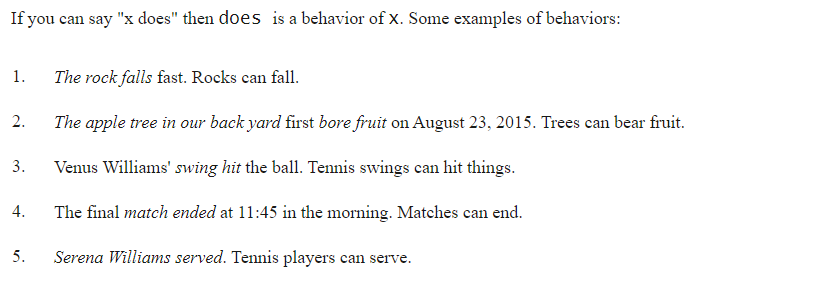 If you can say "x does" then does is a behavior of x. Some examples of behaviors:
1. The rock falls fast. Rocks can fall.
2. The apple tree in our back yard first bore fruit on August 23, 2015. Trees can bear fruit.
3. Venus Williams' swing hit the ball. Tennis swings can hit things.
4. The final match ended at 11:45 in the morning. Matches can end.
5. Serena Williams served. Tennis players can serve.